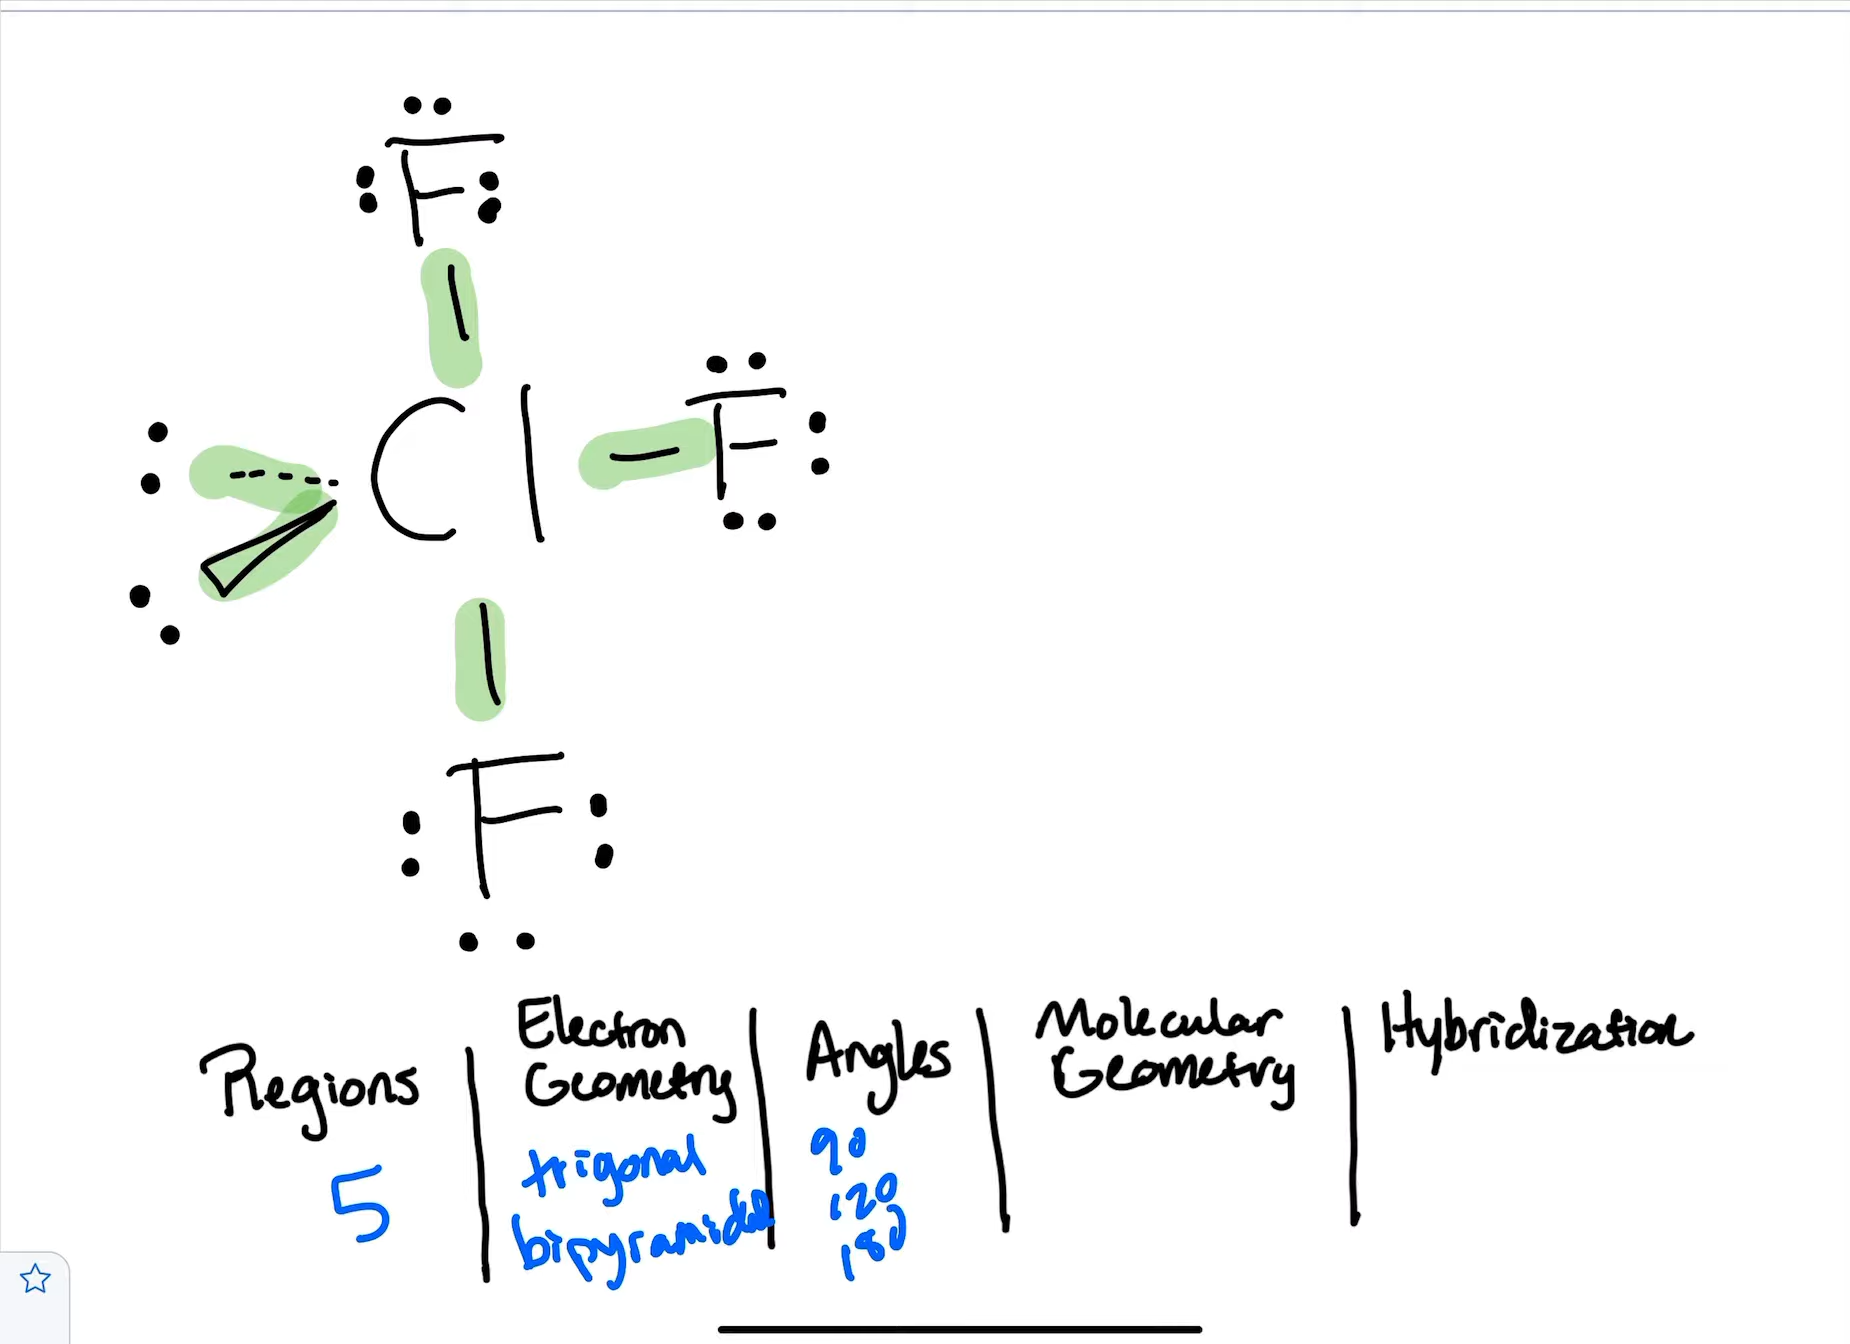 F
Cl F
F
Regions Electron Geometry Angles Molecular Geometry Hybridization
5 trigonal bipyramidal 90 120 180